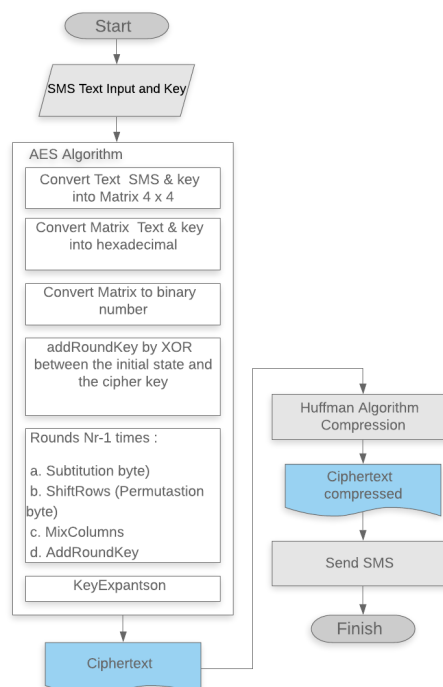 Start
SMS Text Input and Key
AES Algorithm
Convert Text SMS & key
into Matrix 4 x 4
Convert Matrix Text & key
into hexadecimal
Convert Matrix to binary
number
addRoundKey by XOR
between the initial state and
the cipher key
Rounds Nr-1 times :
a. Subtitution byte)
b. ShiftRows (Permutastion
byte)
c. MixColumns
d. AddRoundKey
KeyExpantson
Ciphertext
Huffman Algorithm
Compression
Ciphertext
compressed
Send SMS
Finish